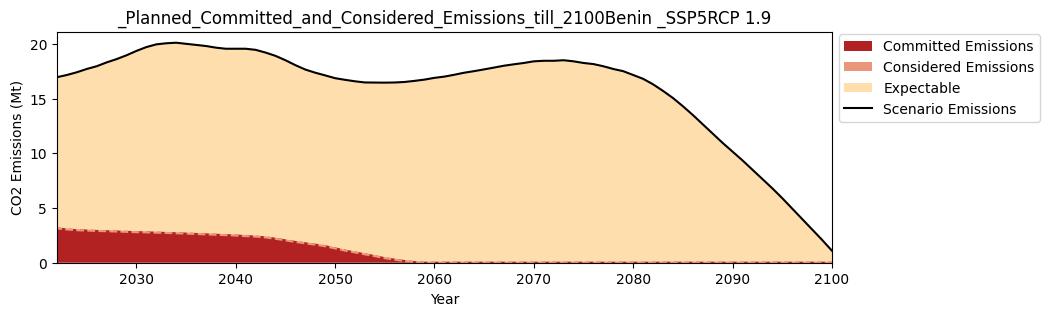 _Planned_Committed_and_Considered_Emissions_till_2100Benin _SSP5RCP 1.9
Committed Emissions
Considered Emissions
Expectable
Scenario Emissions
CO2 Emissions (Mt)
20
15
10
5
0
2030
2040
2050
2060
2070
2080
2090
2100
Year